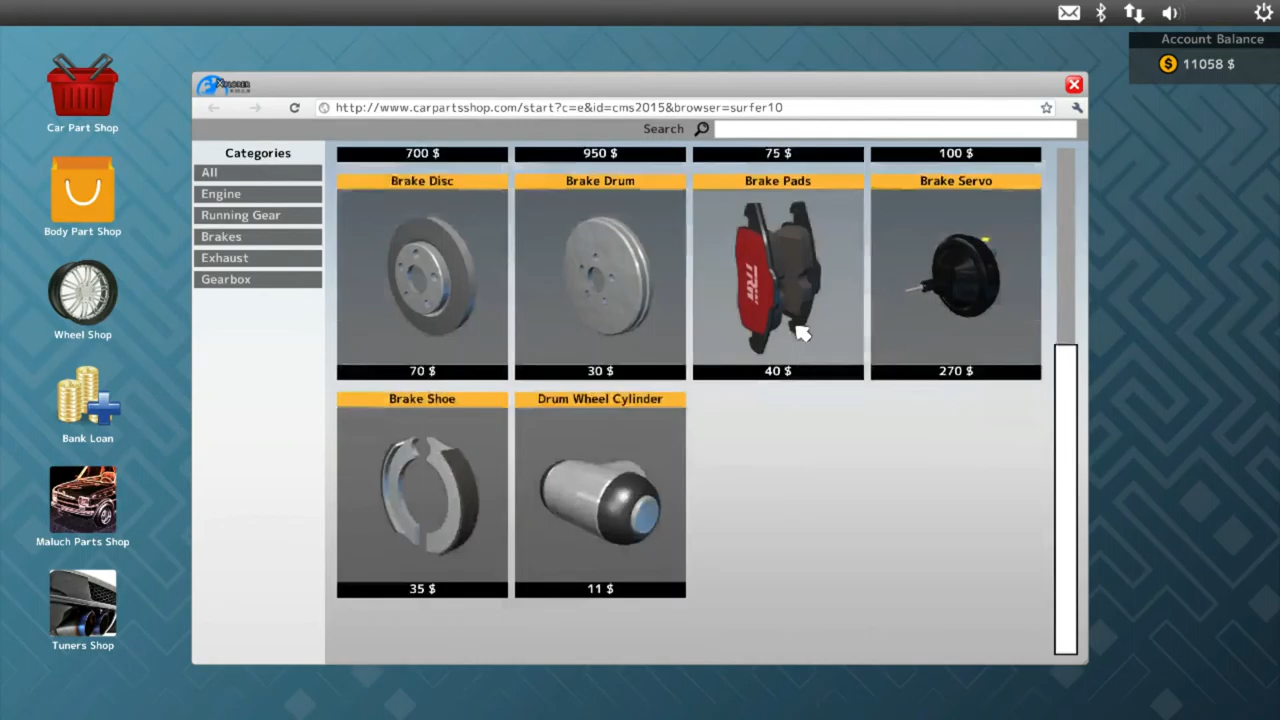 Account Balance
$ 11058 $
Car Part Shop
Body Part Shop
Wheel Shop
Bank Loan
Maluch Parts Shop
Tuners Shop
XPLORER
http://www.carpartsshop.com/start?c=e&id=cms2015&browser=surfer10
Search
Categories
All
Engine
Running Gear
Brakes
Exhaust
Gearbox
700 $
950 $
75 $
100 $
Brake Disc
Brake Drum
Brake Pads
Brake Servo
TRW
70 $
30 $
40 $
270 $
Brake Shoe
Drum Wheel Cylinder
35 $
11 $